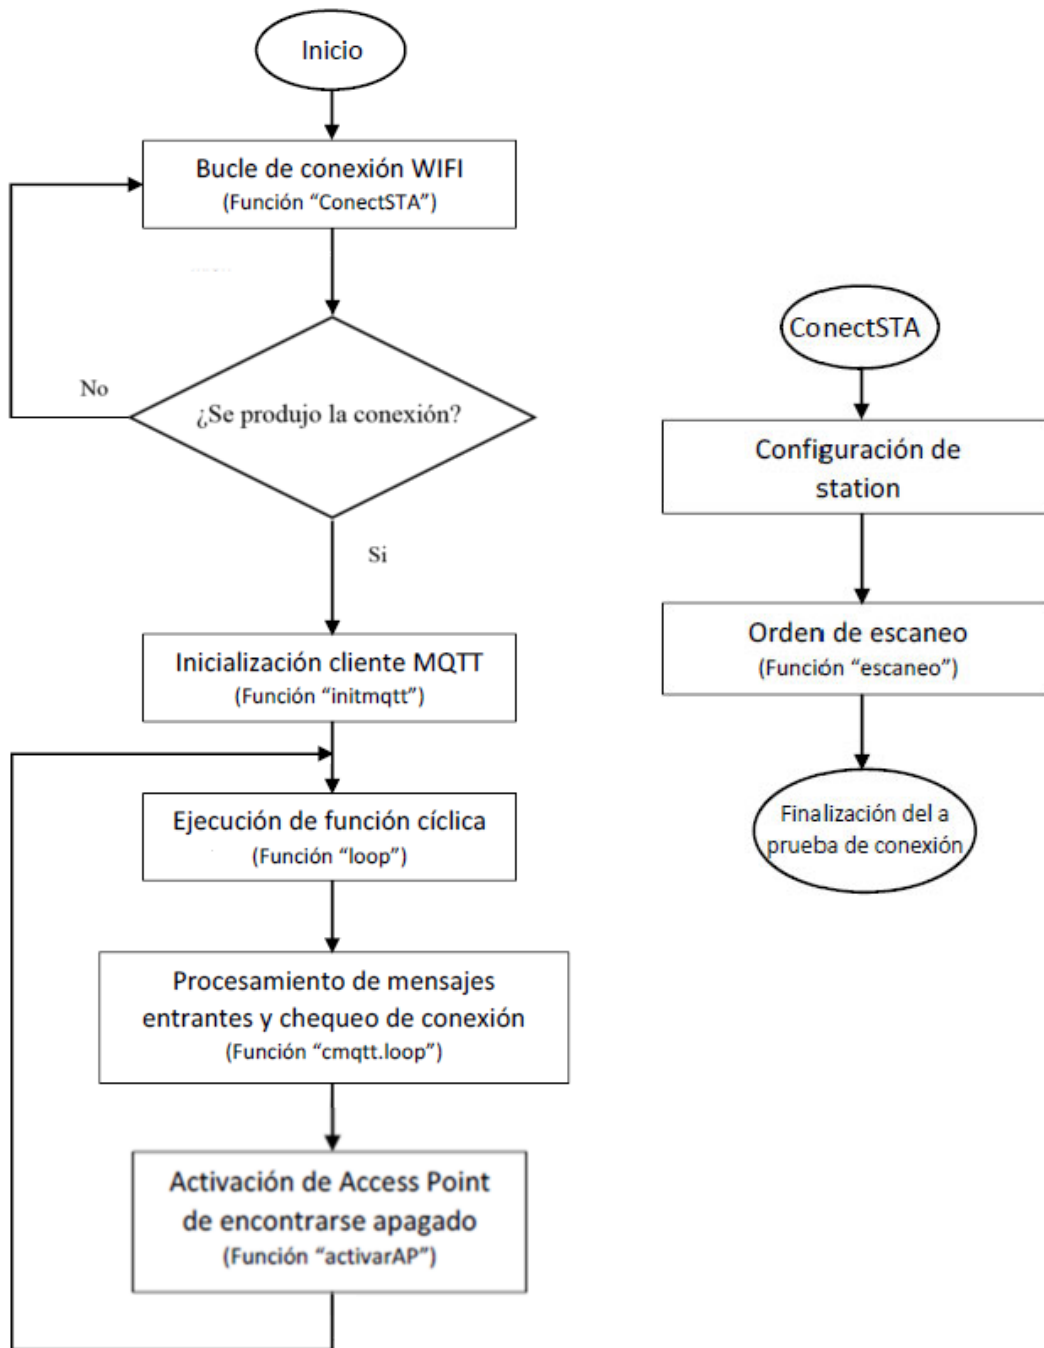 Inicio
Bucle de conexión WIFI
(Función “ConectSTA”)
No
¿Se produjo la conexión?
Si
Inicialización cliente MQTT
(Función “initmqtt”)
Ejecución de función cíclica
(Función “loop”)
Procesamiento de mensajes
entrantes y chequeo de conexión
(Función “cmqtt.loop”)
Activación de Access Point
de encontrarse apagado
(Función “activarAP”)
ConectSTA
Configuración de
station
Orden de escaneo
(Función “escaneo”)
Finalización del a
prueba de conexión